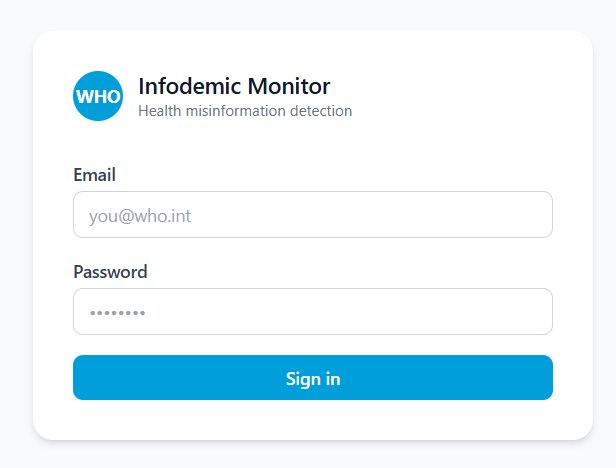 WHO
Infodemic Monitor
Health misinformation detection
Email
you@who.int
Password
••••••••
Sign in